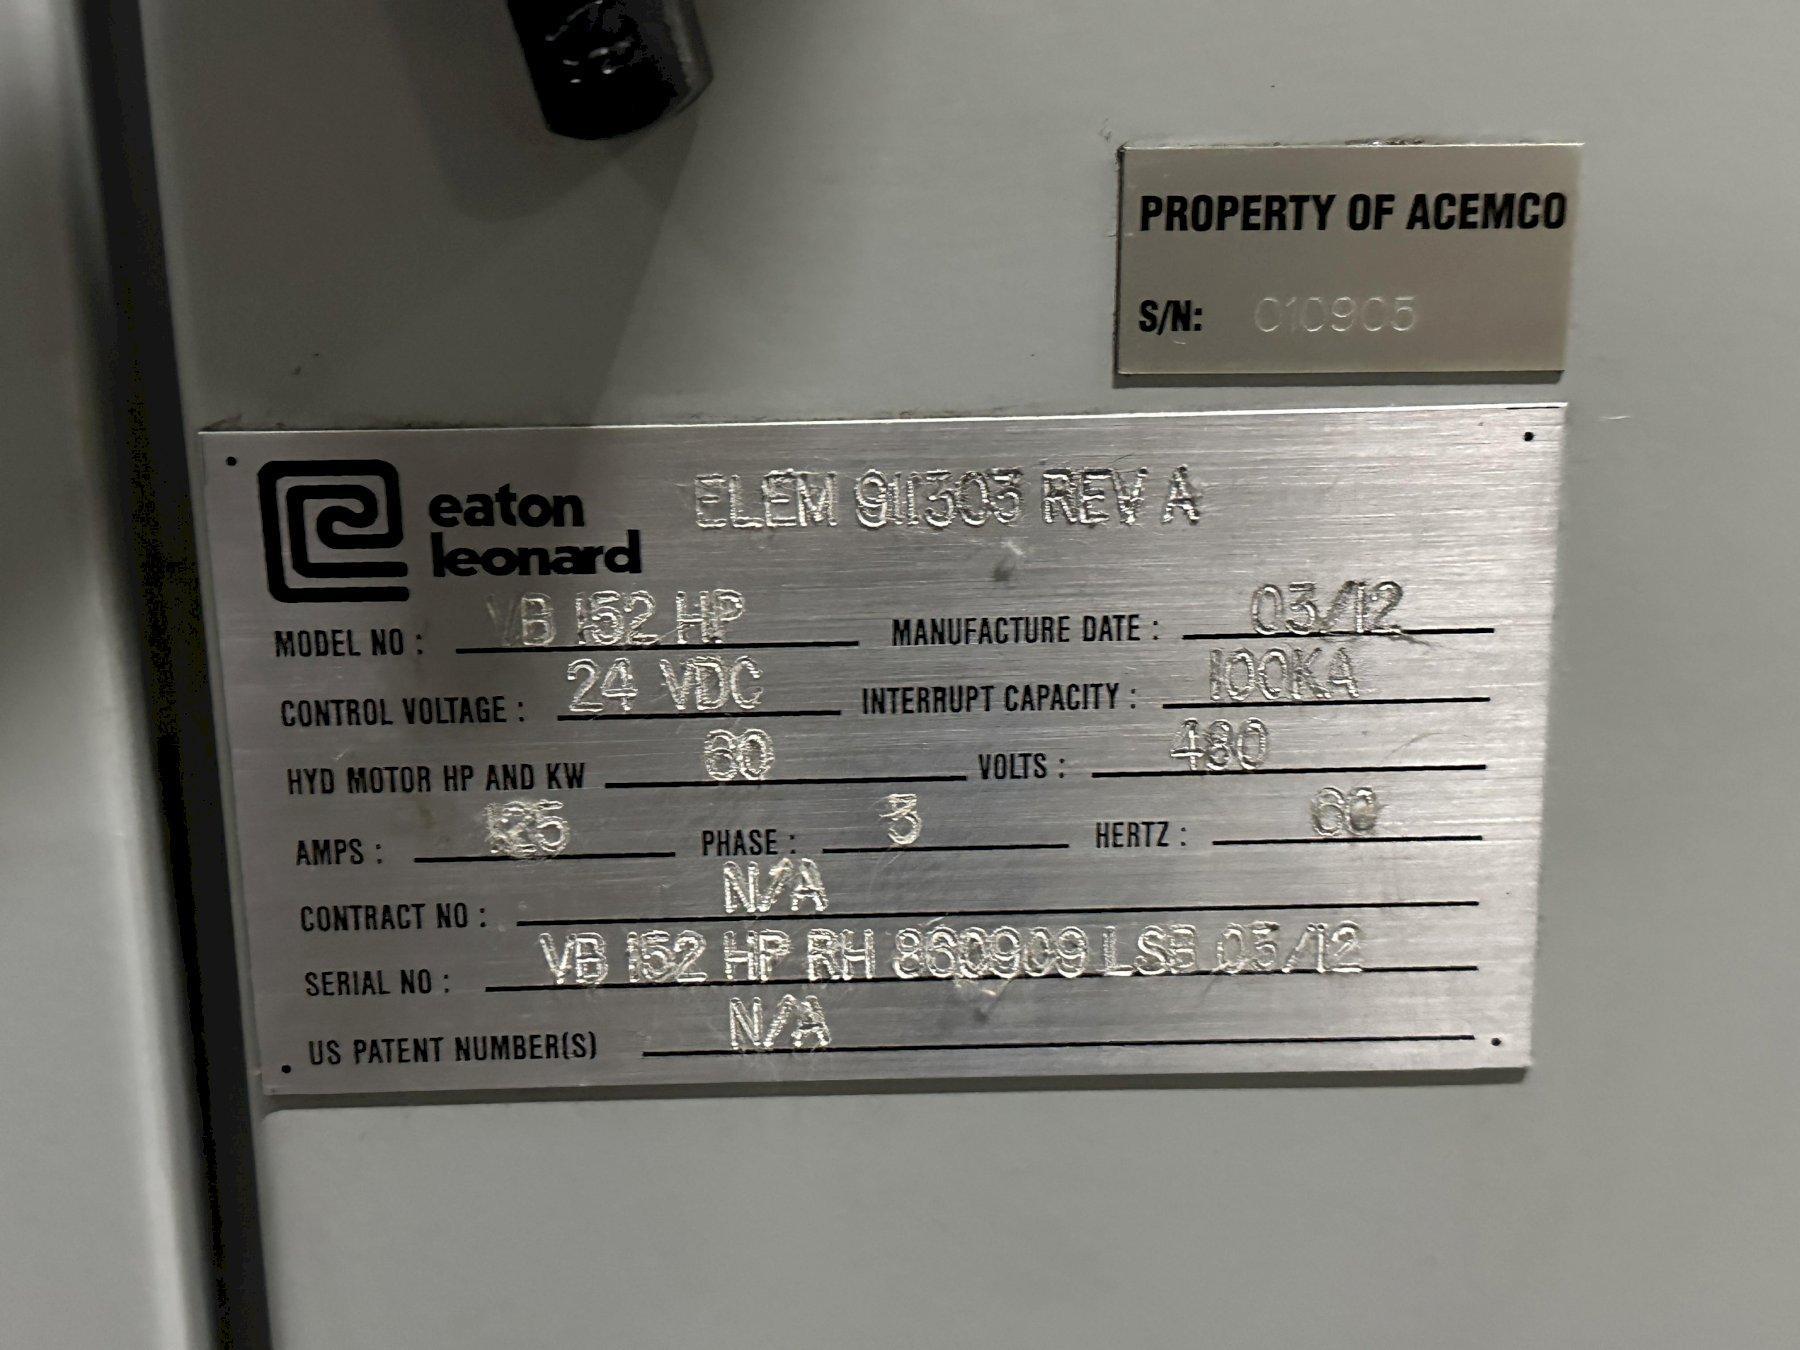 PROPERTY OF ACEMCO
S/N: 010905
eaton leonard
ELEM 911303 REV A
MODEL NO : VB 152 HP MANUFACTURE DATE : 03/12
CONTROL VOLTAGE : 24 VDC INTERRUPT CAPACITY : 100KA
HYD MOTOR HP AND KW 60 VOLTS : 480
AMPS : 125 PHASE : 3 HERTZ : 60
CONTRACT NO : N/A
SERIAL NO : VB 152 HP RH 860909 LSB 03/12
US PATENT NUMBER(S) N/A